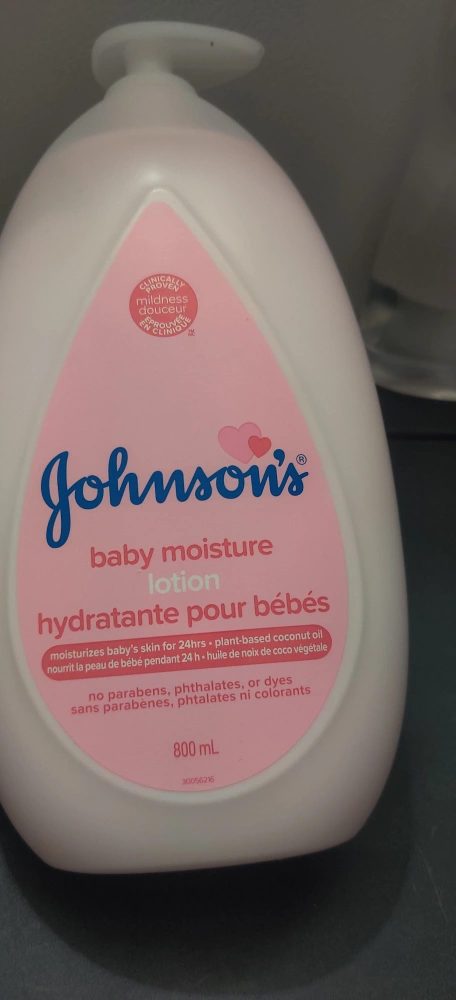 CLINICALLY
PROVEN
mildness
douceur
ÉPROUVÉE
EN CLINIQUE
Johnson's®
baby moisture
lotion
hydratante pour bébés
moisturizes baby's skin for 24hrs • plant-based coconut oil
nourrit la peau de bébé pendant 24 h • huile de noix de coco végétale
no parabens, phthalates, or dyes
sans parabènes, phtalates ni colorants
800 mL
30056216